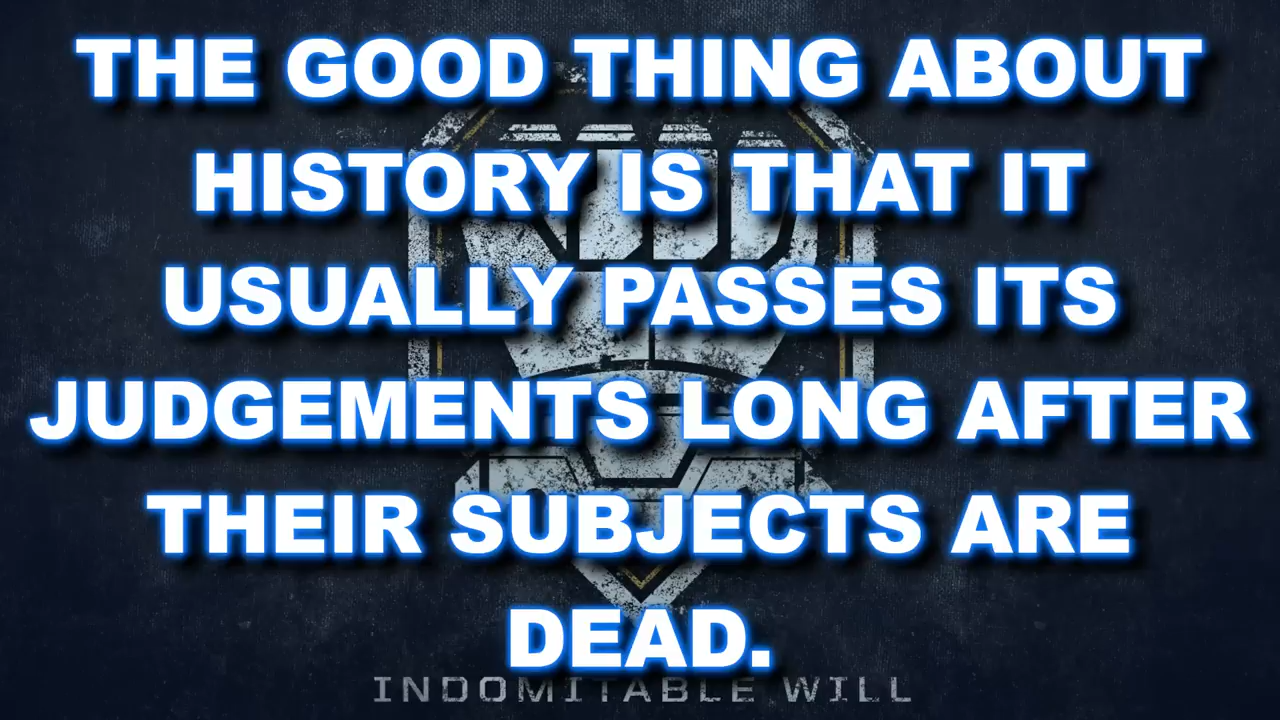 THE GOOD THING ABOUT
HISTORY IS THAT IT
USUALLY PASSES ITS
JUDGEMENTS LONG AFTER
THEIR SUBJECTS ARE
DEAD.
INDOMITABLE WILL